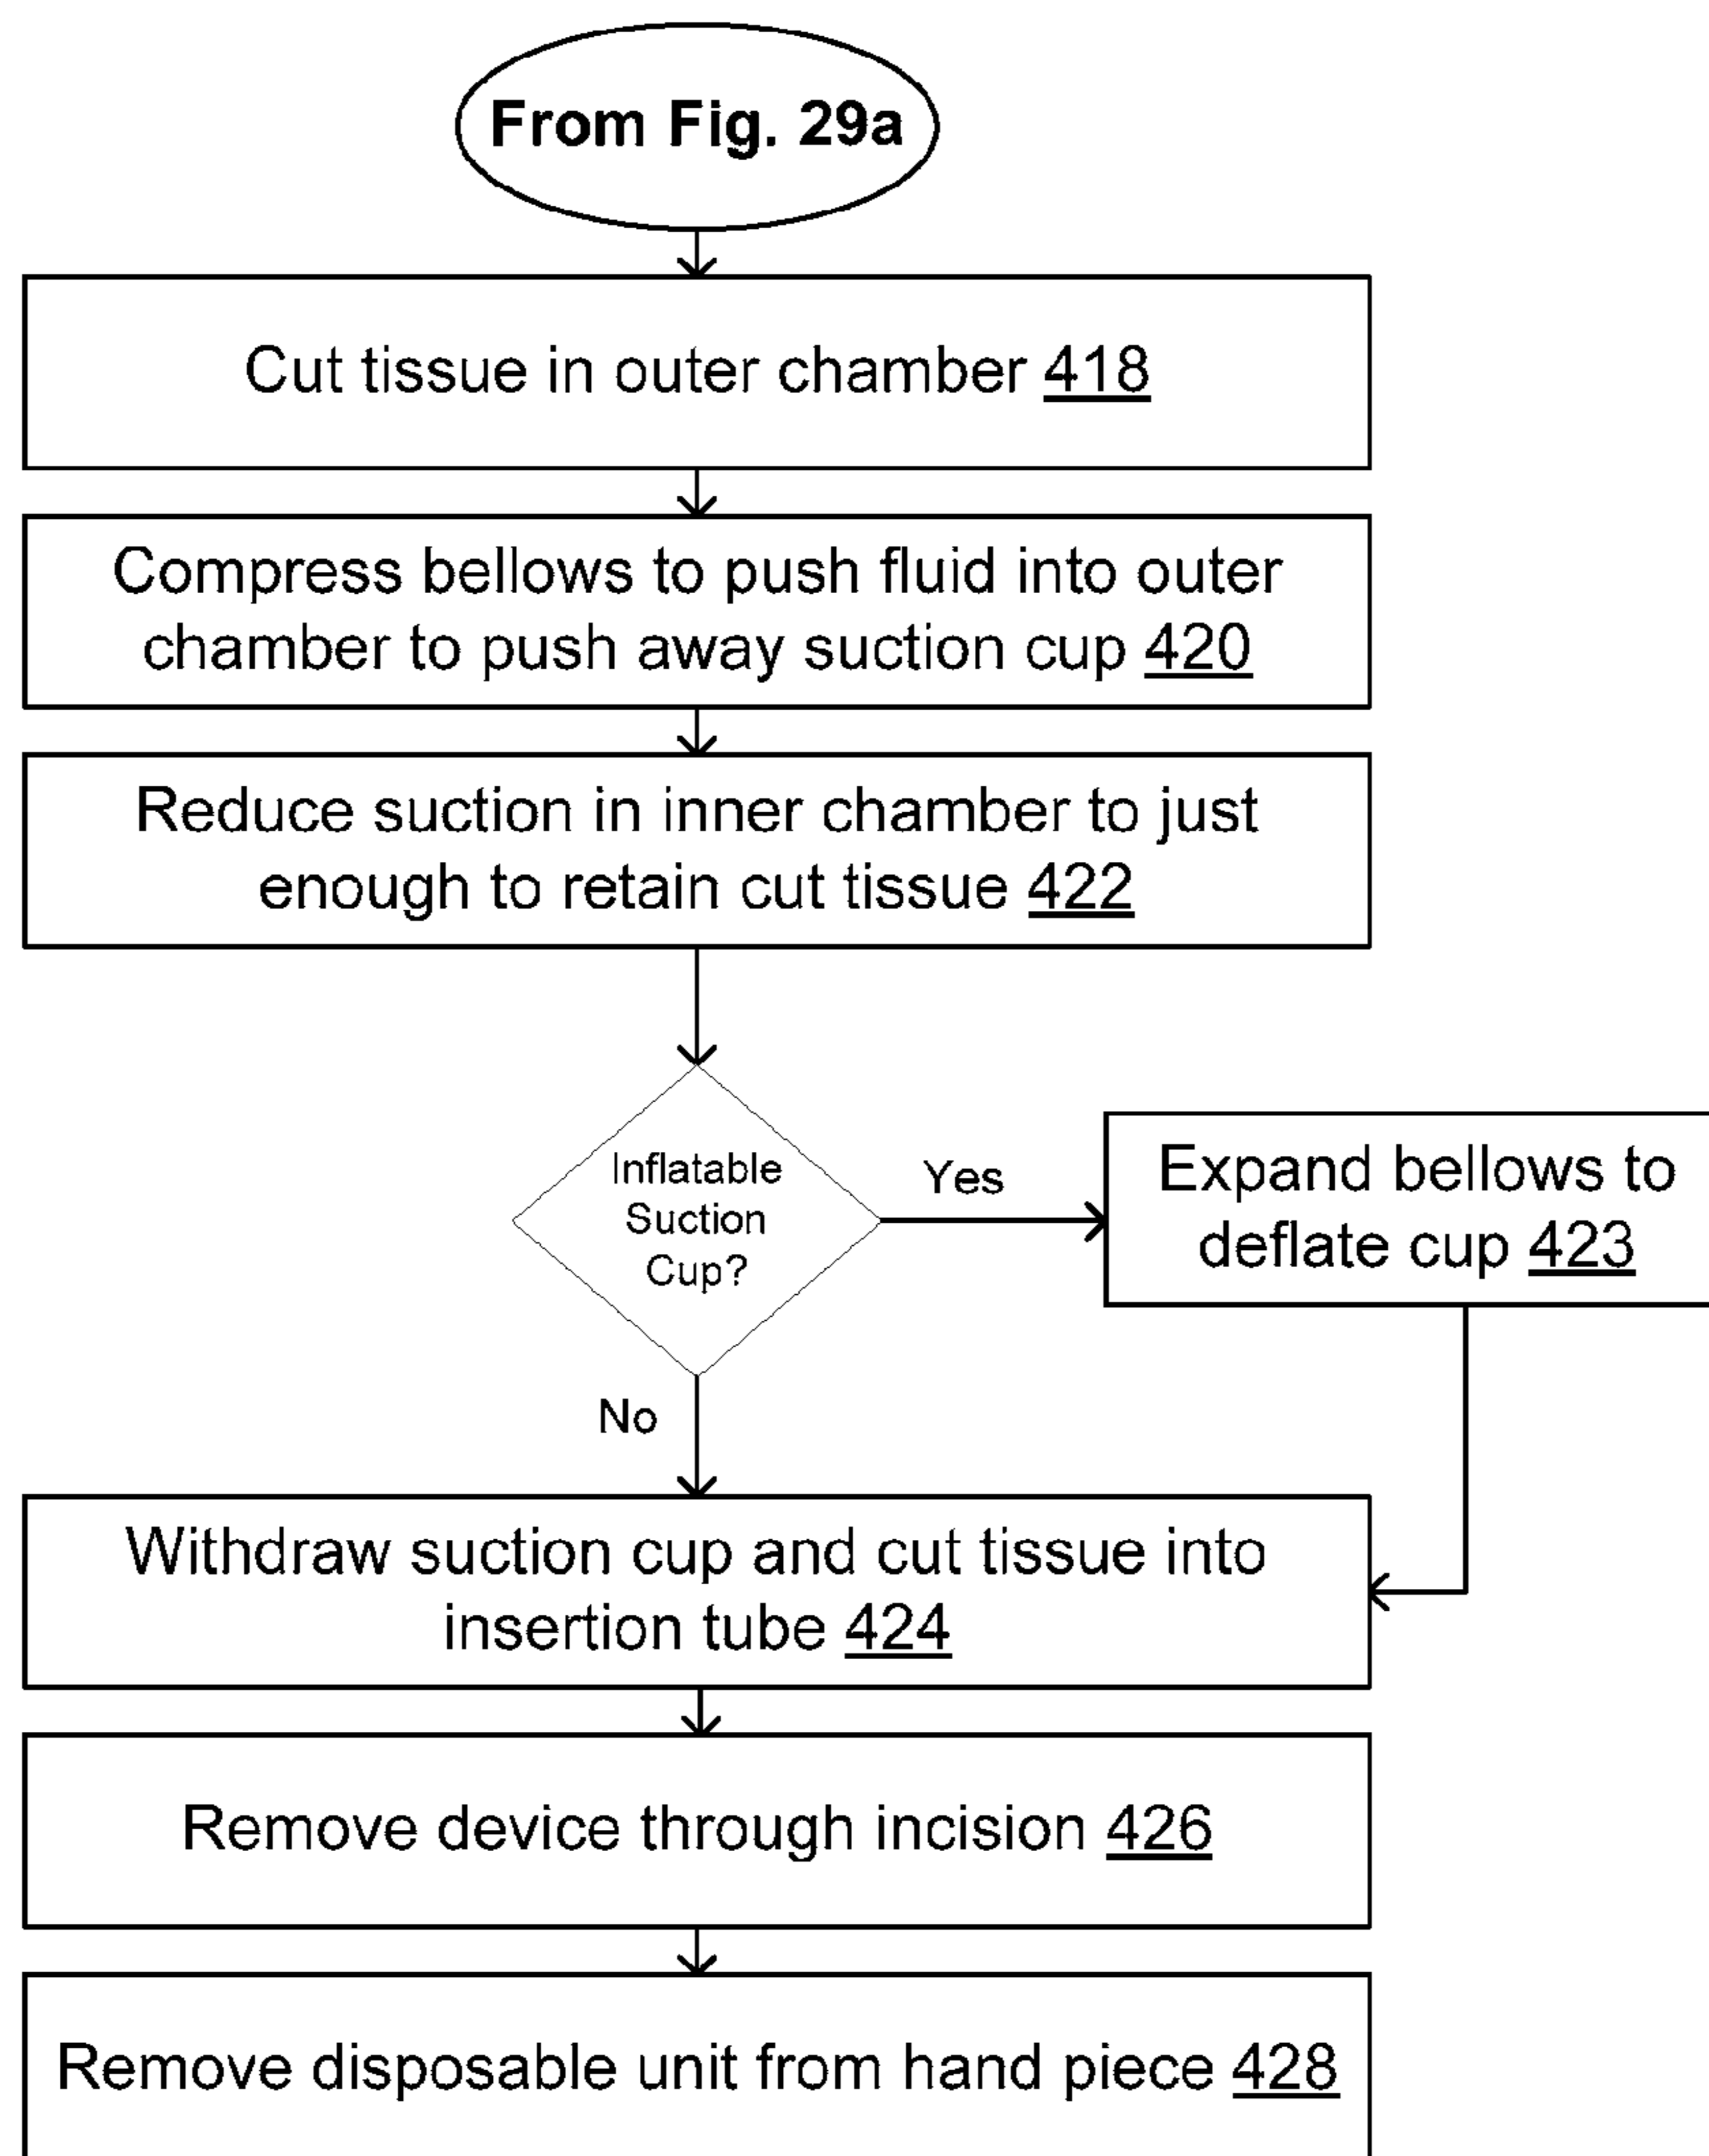 From Fig. 29a
Cut tissue in outer chamber 418
Compress bellows to push fluid into outer
chamber to push away suction cup 420
Reduce suction in inner chamber to just
enough to retain cut tissue 422
Inflatable
Suction
Cup?
Yes
Expand bellows to
deflate cup 423
No
Withdraw suction cup and cut tissue into
insertion tube 424
Remove device through incision 426
Remove disposable unit from hand piece 428